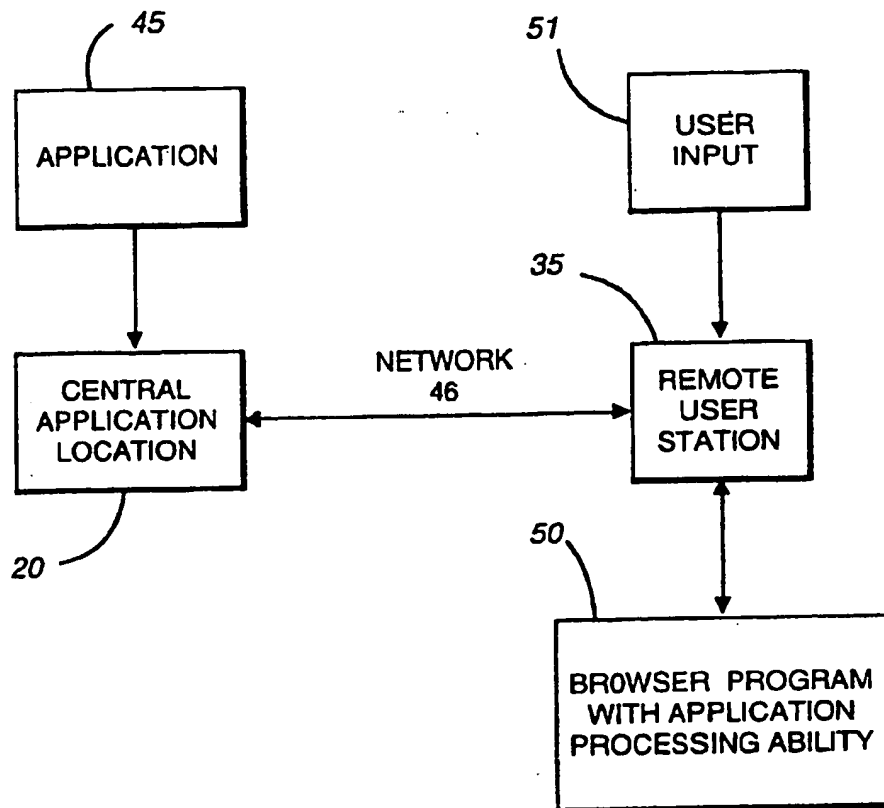 45
APPLICATION
51
USER
INPUT
35
CENTRAL
APPLICATION
LOCATION
20
NETWORK
46
REMOTE
USER
STATION
50
BR0WSER PROGRAM
WITH APPLICATION
PROCESSING ABILITY